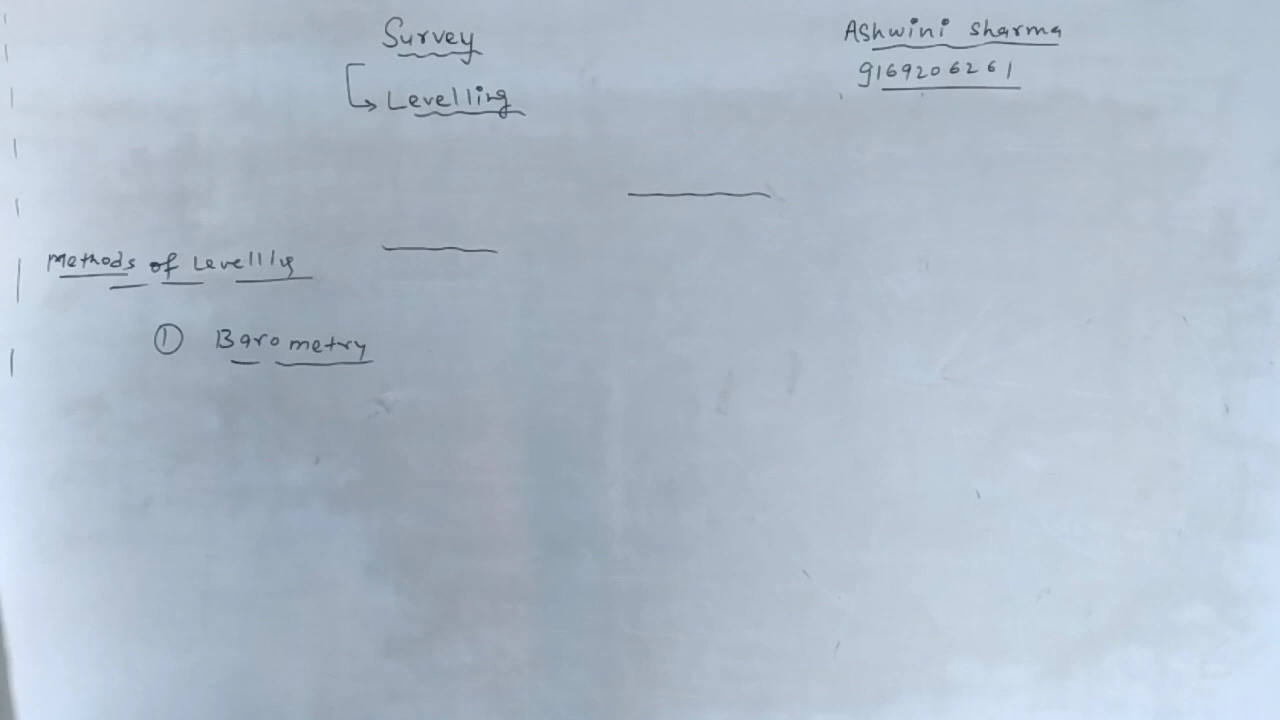 Survey
Levelling
Ashwini Sharma
9169206261
Methods of Levellig
① Barometry